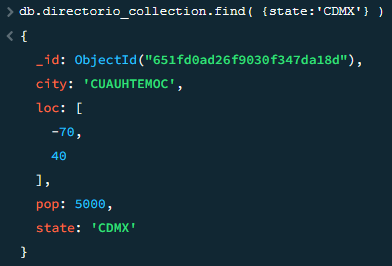 > db.directorio_collection.find( {state:'CDMX'} )
< {
_id: ObjectId("651fd0ad26f9030f347da18d"),
city: 'CUAUHTEMOC',
loc: [
-70,
40
],
pop: 5000,
state: 'CDMX'
}